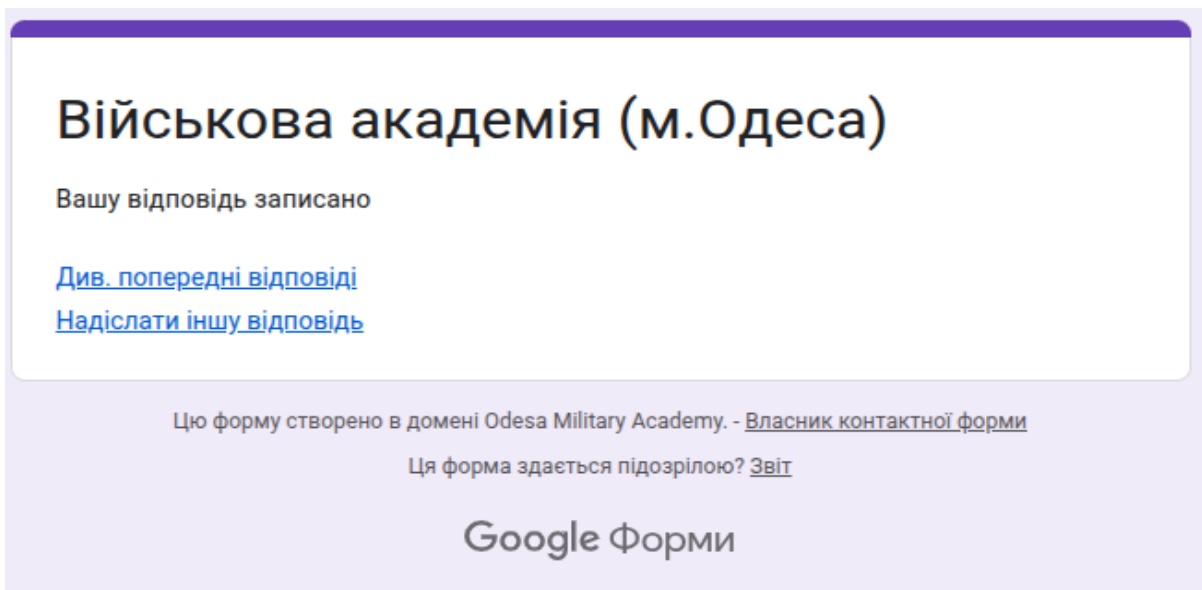 Військова академія (м.Одеса)
Вашу відповідь записано
Див. попередні відповіді
Надіслати іншу відповідь
Цю форму створено в домені Odesa Military Academy. - Власник контактної форми
Ця форма здається підозрілою? Звіт
Google Форми